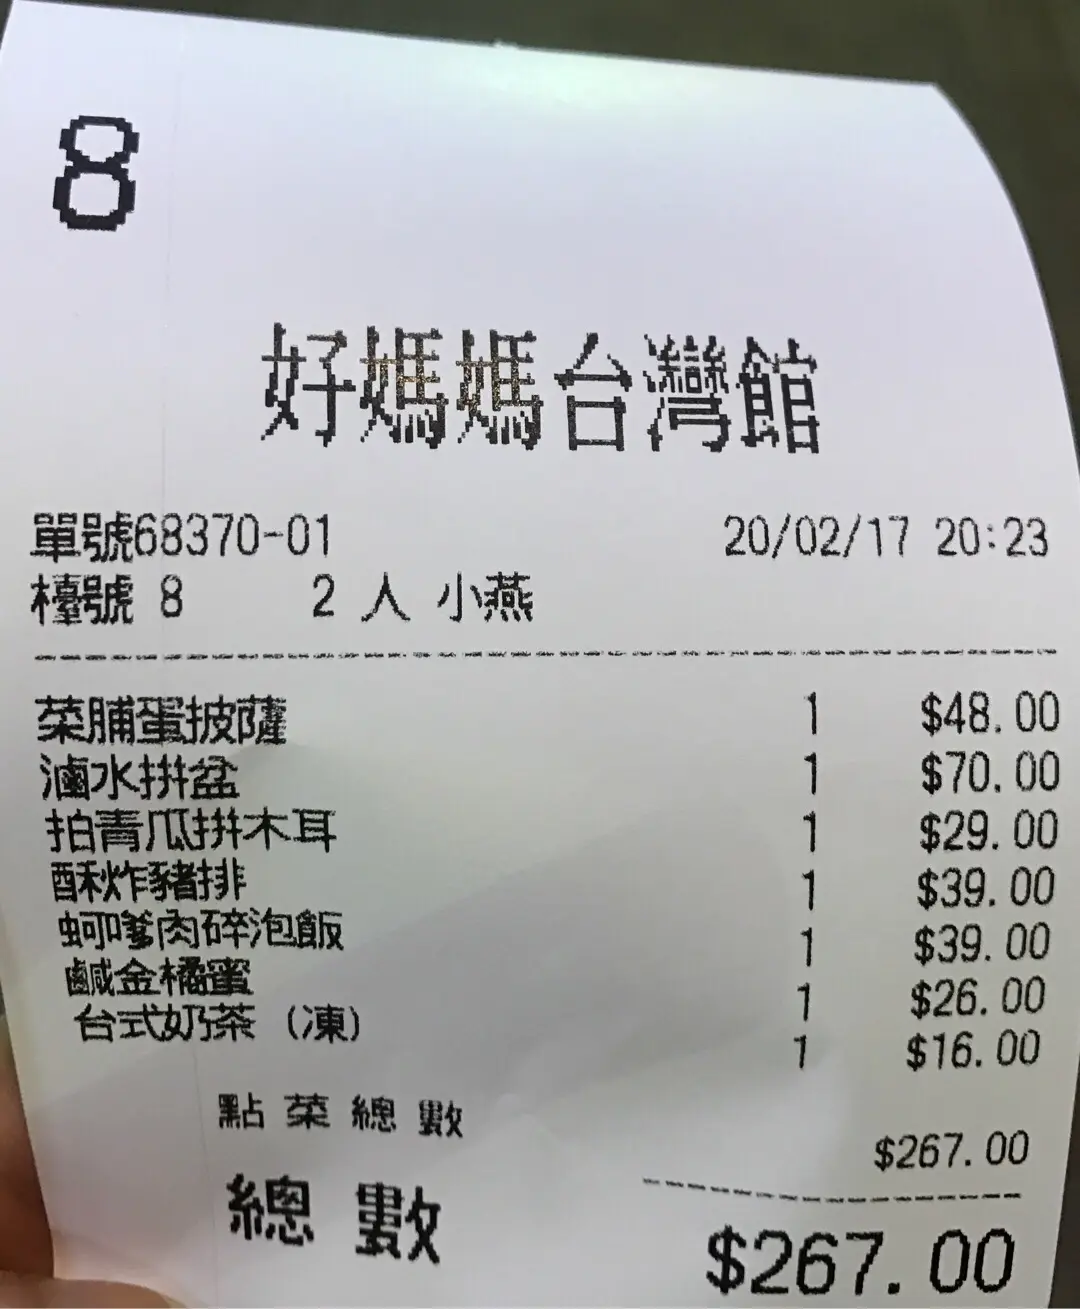 8
好媽媽台灣館
單號68370-01 20/02/17 20:23
檯號 8 2 人 小燕
菜脯蛋披薩 1 $48.00
滷水拼盆 1 $70.00
拍青瓜拼木耳 1 $29.00
酥秋炸豬排 1 $39.00
蚵嗲肉碎泡飯 1 $39.00
鹹金橘蜜 1 $26.00
台式奶茶 (凍) 1 $16.00
點菜總數 $267.00
總數 $267.00